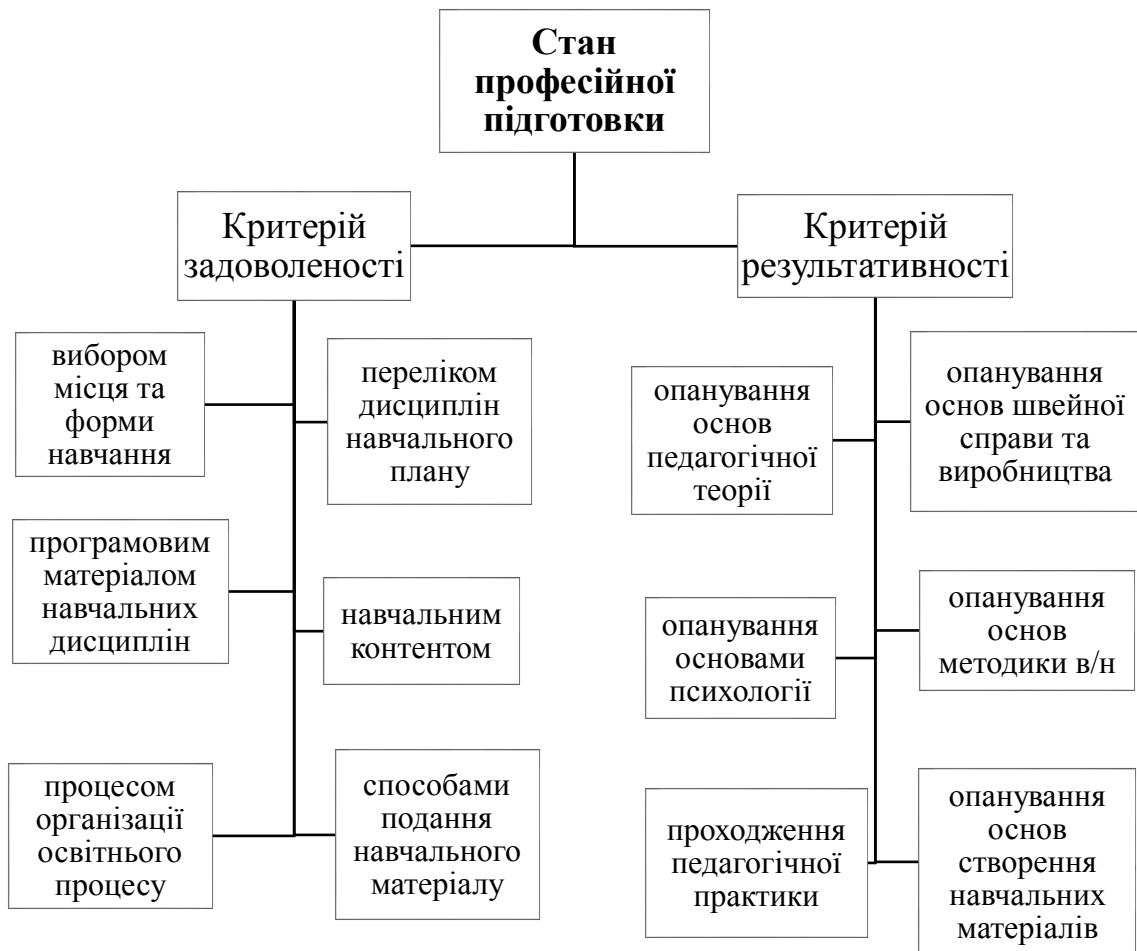 Стан
професійної
підготовки
Критерій
задоволеності
Критерій
результативності
вибором
місця та
форми
навчання
переліком
дисциплін
навчального
плану
програмовим
матеріалом
навчальних
дисциплін
навчальним
контентом
процесом
організації
освітнього
процесу
способами
подання
навчального
матеріалу
опанування
основ
педагогічної
теорії
опанування
основ швейної
справи та
виробництва
опанування
основами
психології
опанування
основ
методики в/н
проходження
педагогічної
практики
опанування
основ
створення
навчальних
матеріалів